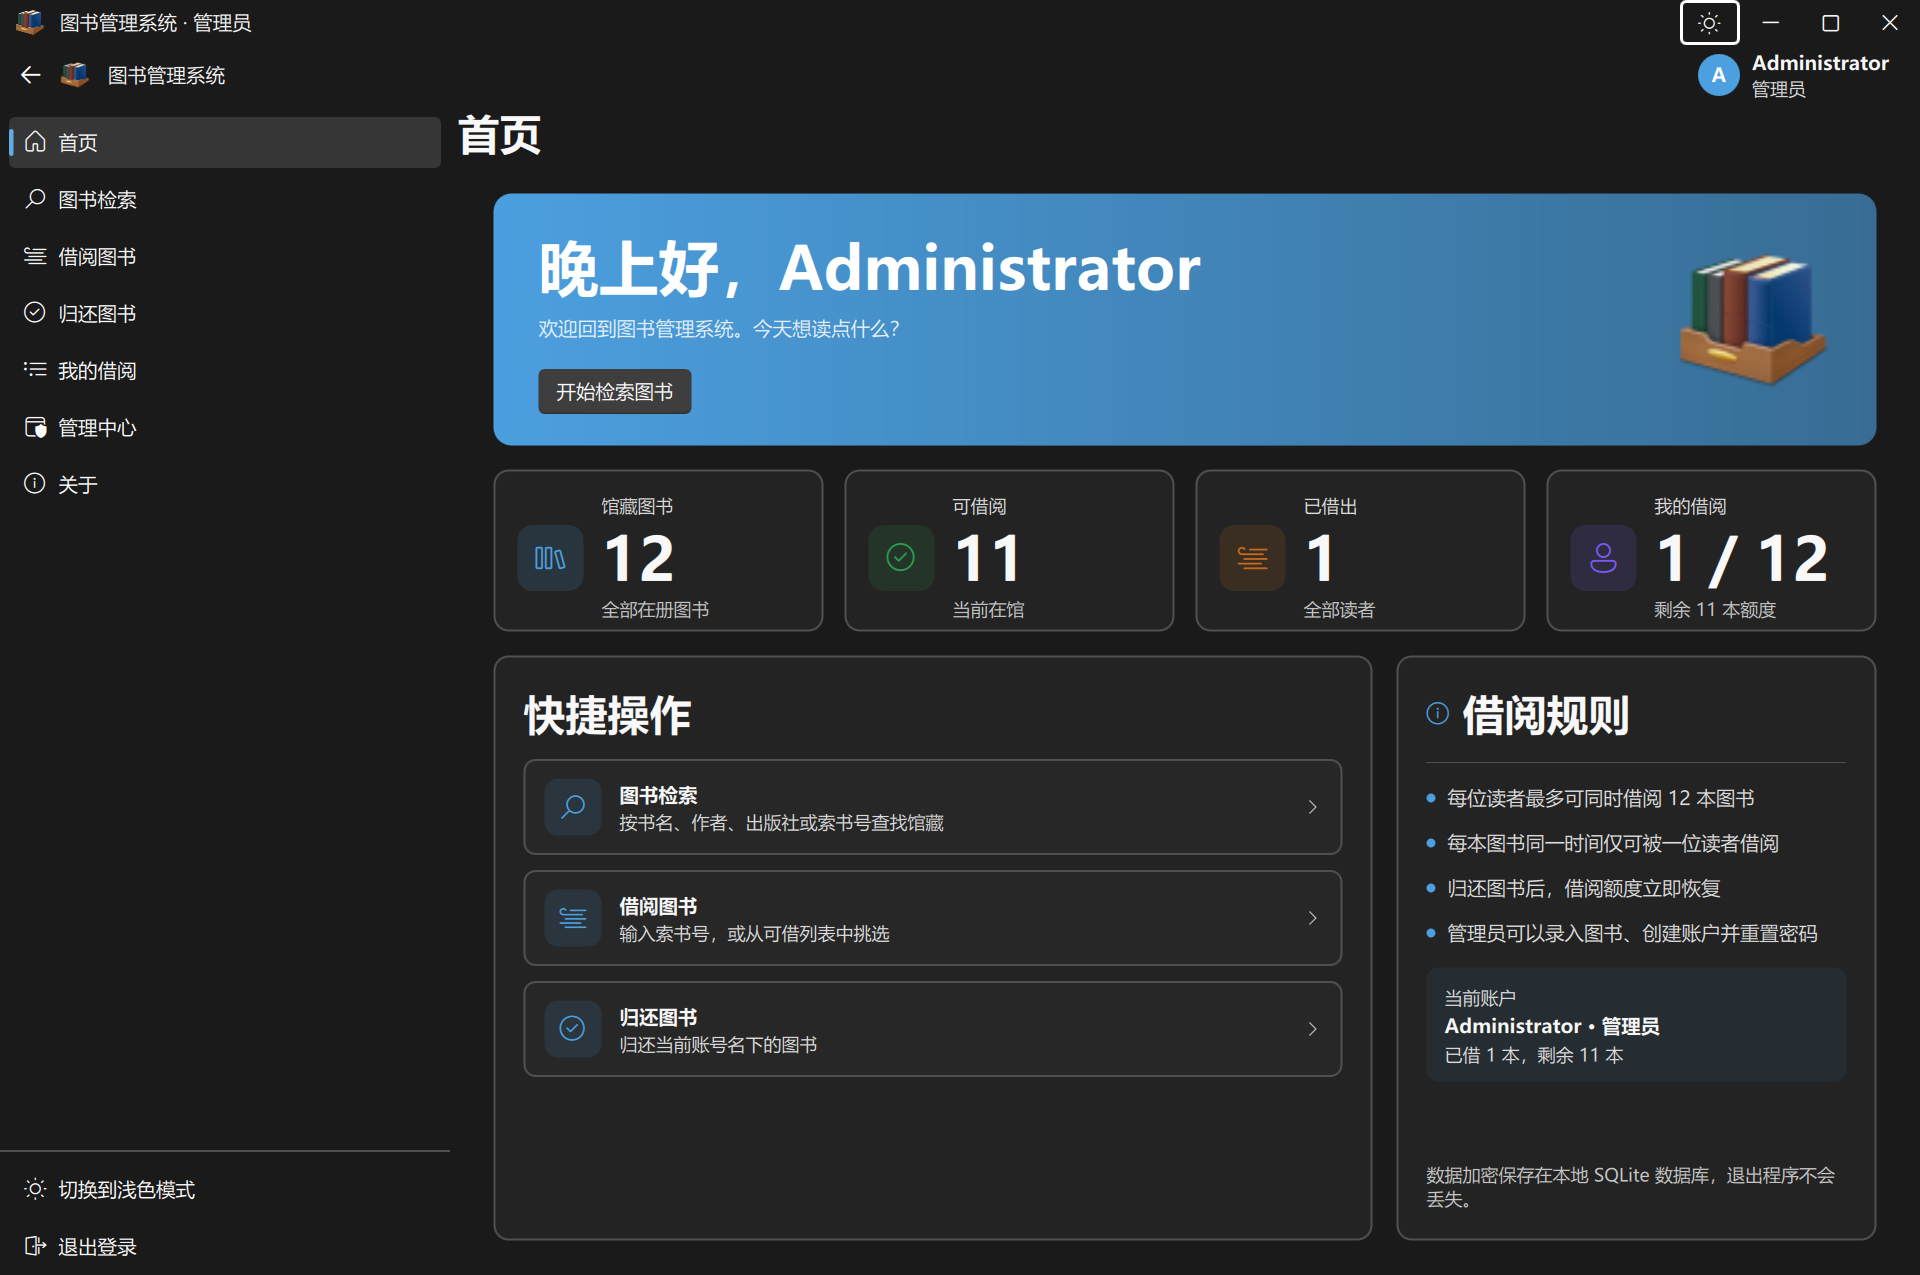 图书管理系统 · 管理员
图书管理系统
A
Administrator
管理员
首页
图书检索
借阅图书
归还图书
我的借阅
管理中心
关于
切换到浅色模式
退出登录
首页
晚上好，Administrator
欢迎回到图书管理系统。今天想读点什么？
开始检索图书
馆藏图书
12
全部在册图书
可借阅
11
当前在馆
已借出
1
全部读者
我的借阅
1 / 12
剩余 11 本额度
快捷操作
图书检索
按书名、作者、出版社或索书号查找馆藏
借阅图书
输入索书号，或从可借列表中挑选
归还图书
归还当前账号名下的图书
借阅规则
每位读者最多可同时借阅 12 本图书
每本图书同一时间仅可被一位读者借阅
归还图书后，借阅额度立即恢复
管理员可以录入图书、创建账户并重置密码
当前账户
Administrator • 管理员
已借 1 本，剩余 11 本
数据加密保存在本地 SQLite 数据库，退出程序不会
丢失。